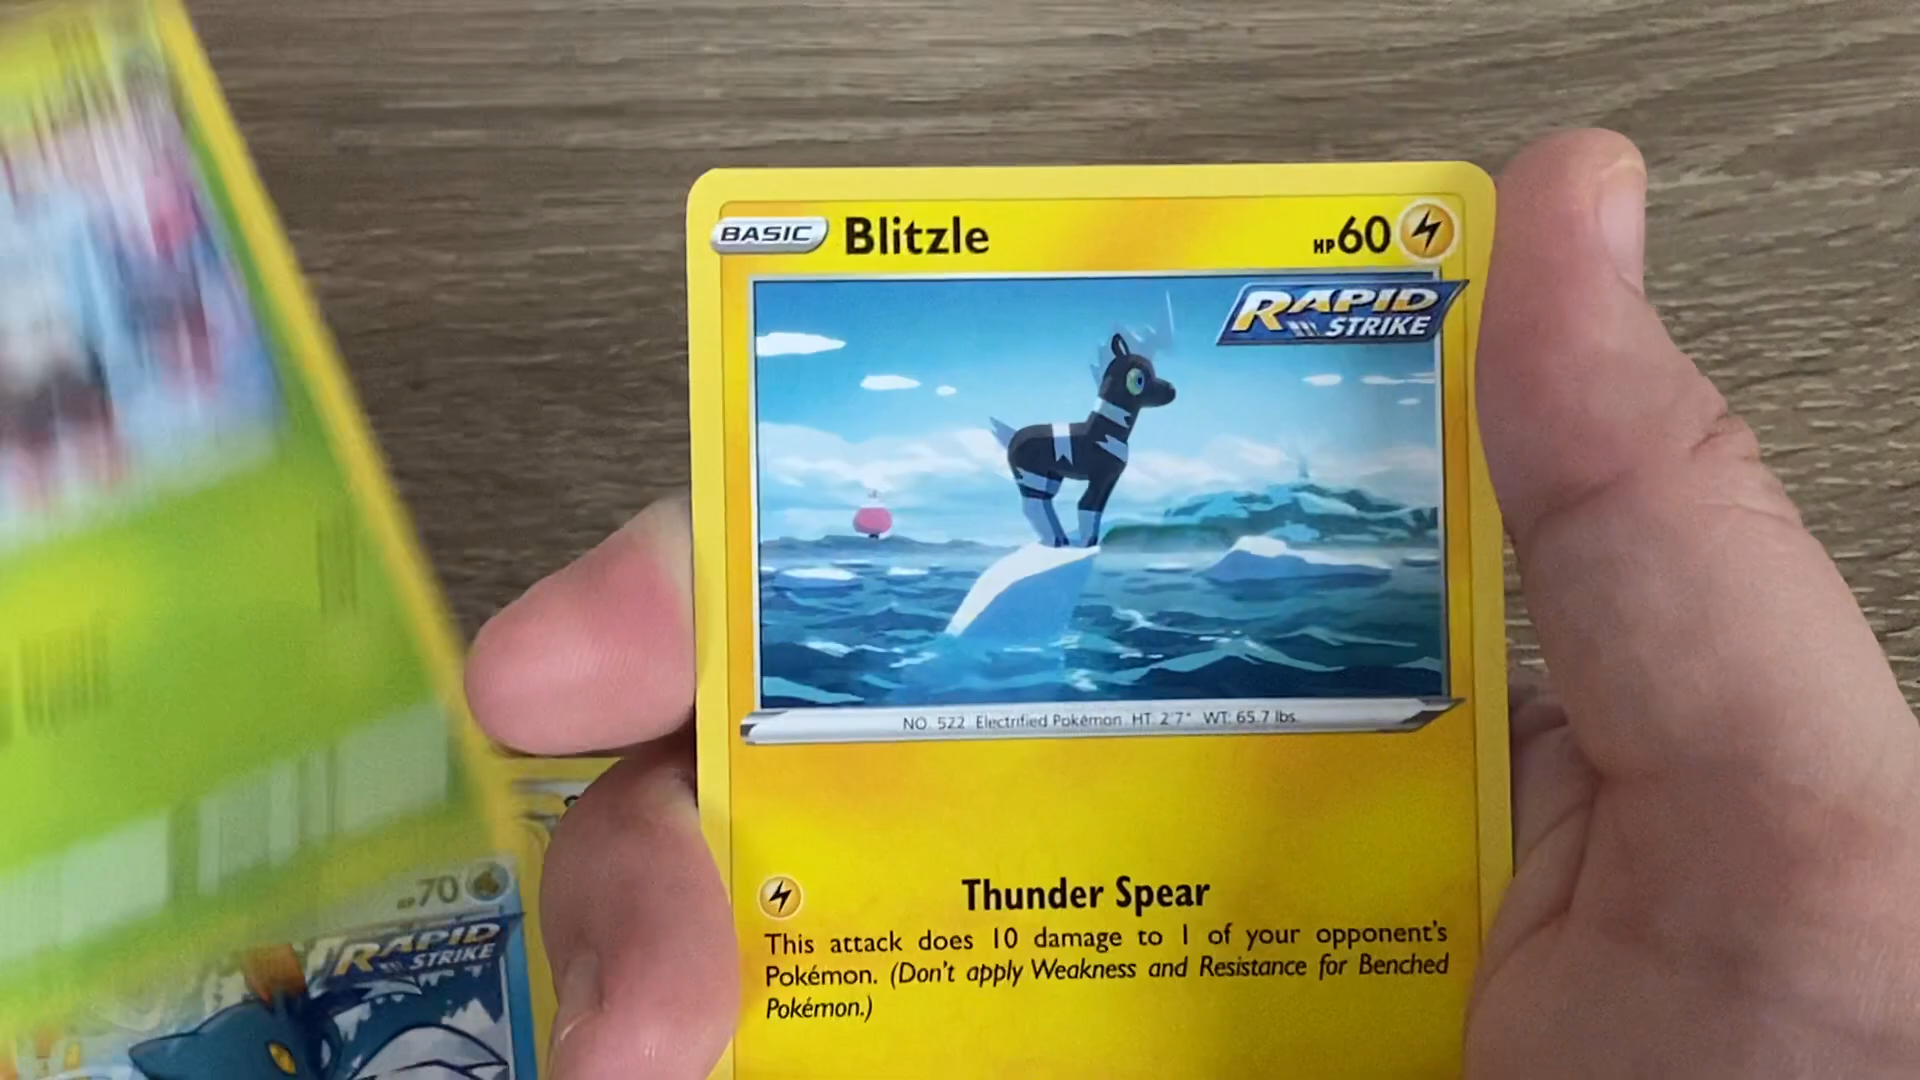 BASIC Blitzle HP60
RAPID
STRIKE
NO. 522 Electrified Pokémon HT: 2'7" WT: 65.7 lbs.
Thunder Spear
This attack does 10 damage to 1 of your opponent's
Pokémon. (Don't apply Weakness and Resistance for Benched
Pokémon.)
HP70
RAPID
STRIKE